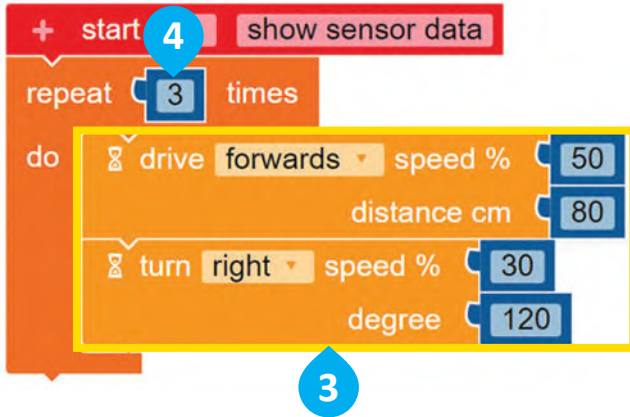 + start show sensor data
4
repeat 3 times
do drive forwards speed % 50
distance cm 80
turn right speed % 30
degree 120
3